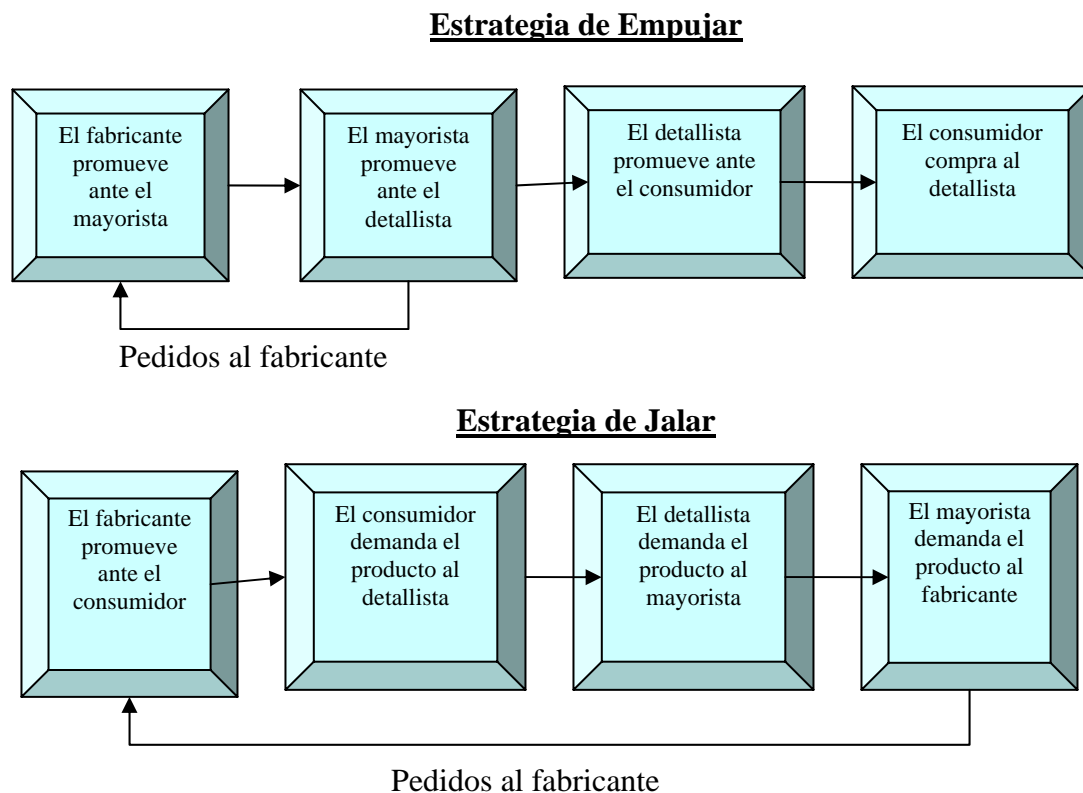 Estrategia de Empujar
El fabricante
promueve
ante el
mayorista
El mayorista
promueve
ante el
detallista
El detallista
promueve ante
el consumidor
El consumidor
compra al
detallista
Pedidos al fabricante
Estrategia de Jalar
El fabricante
promueve
ante el
consumidor
El consumidor
demanda el
producto al
detallista
El detallista
demanda el
producto al
mayorista
El mayorista
demanda el
producto al
fabricante
Pedidos al fabricante